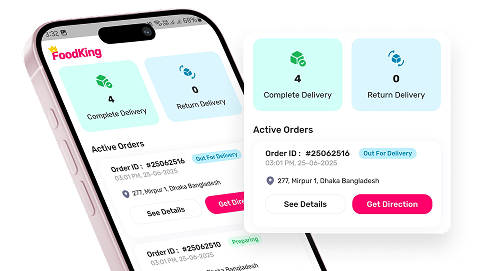 3:32
68%
FoodKing
4
Complete Delivery
0
Return Delivery
Active Orders
Order ID : #25062516 Out For Delivery
03:01 PM, 25-06-2025
277, Mirpur 1, Dhaka Bangladesh
See Details
Get Direc
Order ID : #25062510 Preparing
03:01 PM, 25-06-2025
4
Complete Delivery
0
Return Delivery
Active Orders
Order ID : #25062516 Out For Delivery
03:01 PM, 25-06-2025
277, Mirpur 1, Dhaka Bangladesh
See Details
Get Direction